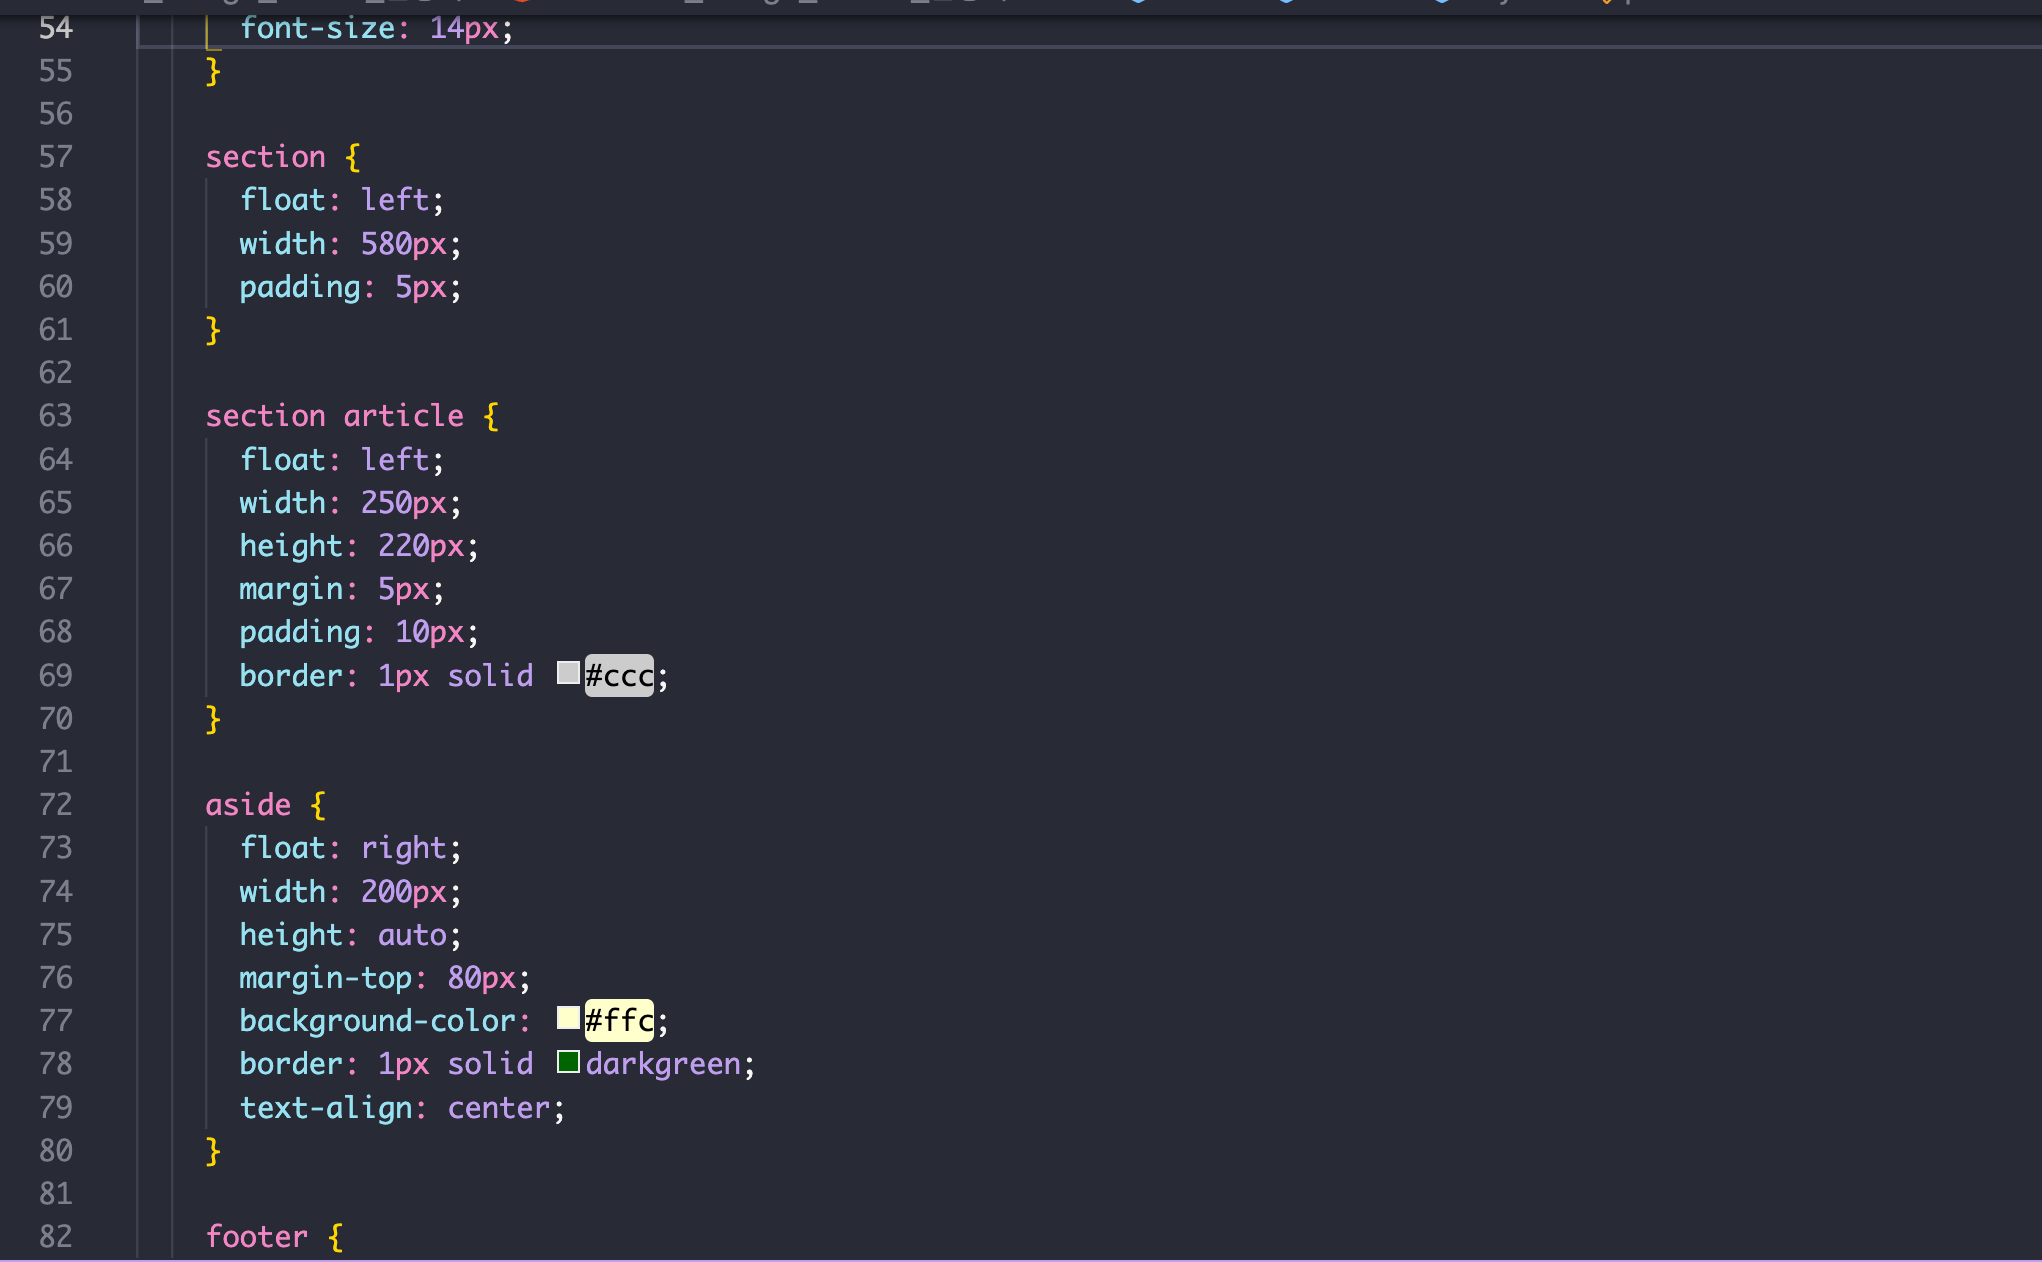 54 font-size: 14px;
55 }
56
57 section {
58 float: left;
59 width: 580px;
60 padding: 5px;
61 }
62
63 section article {
64 float: left;
65 width: 250px;
66 height: 220px;
67 margin: 5px;
68 padding: 10px;
69 border: 1px solid #ccc;
70 }
71
72 aside {
73 float: right;
74 width: 200px;
75 height: auto;
76 margin-top: 80px;
77 background-color: #ffc;
78 border: 1px solid darkgreen;
79 text-align: center;
80 }
81
82 footer {